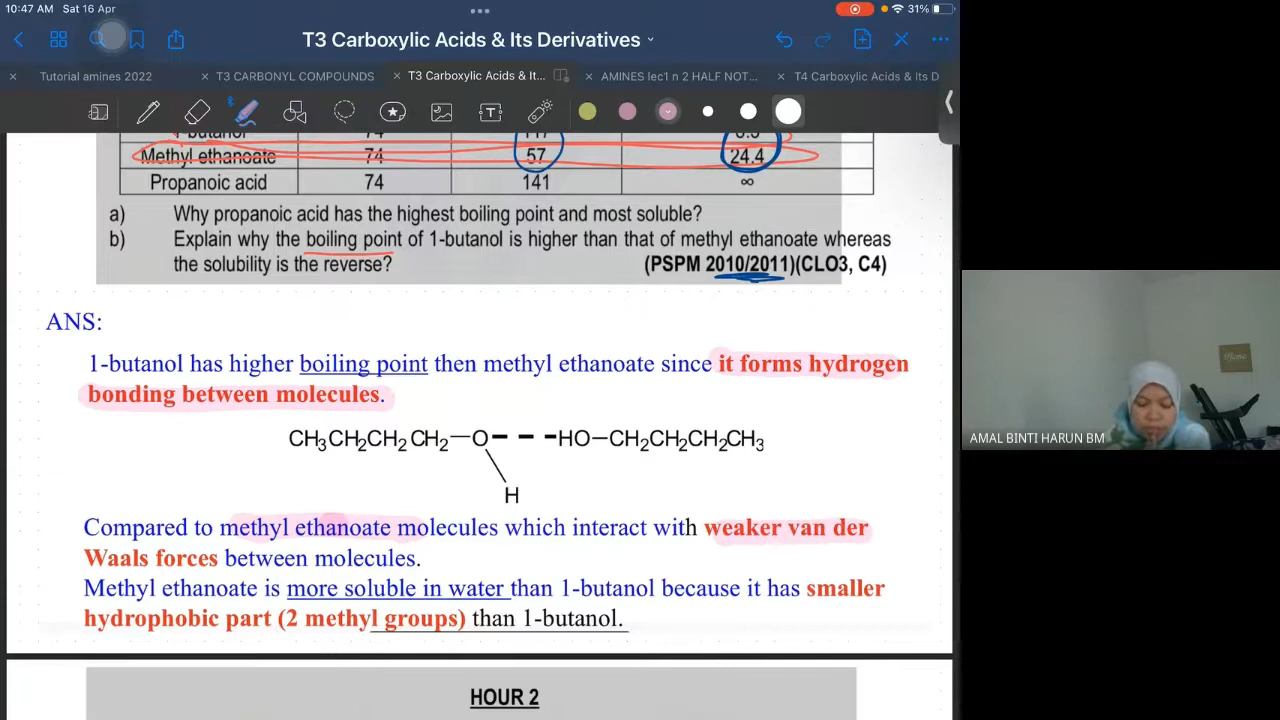 10:47 AM Sat 16 Apr
31%
T3 Carboxylic Acids & Its Derivatives
Tutorial amines 2022
T3 CARBONYL COMPOUNDS
T3 Carboxylic Acids & It...
AMINES lec1 n 2 HALF NOT...
T4 Carboxylic Acids & Its D
1-butanol 74 117
Methyl ethanoate 74 57 24.4
Propanoic acid 74 141 ∞
a) Why propanoic acid has the highest boiling point and most soluble?
b) Explain why the boiling point of 1-butanol is higher than that of methyl ethanoate whereas
the solubility is the reverse? (PSPM 2010/2011)(CLO3, C4)
ANS:
1-butanol has higher boiling point then methyl ethanoate since it forms hydrogen
bonding between molecules.
CH3CH2CH2CH2—O - - - HO—CH2CH2CH2CH3
H
Compared to methyl ethanoate molecules which interact with weaker van der
Waals forces between molecules.
Methyl ethanoate is more soluble in water than 1-butanol because it has smaller
hydrophobic part (2 methyl groups) than 1-butanol.
HOUR 2
AMAL BINTI HARUN BM